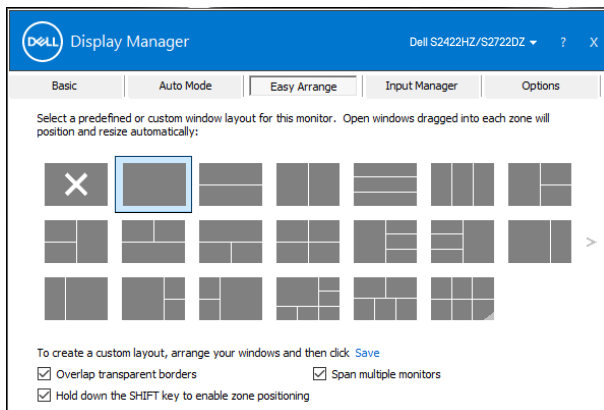 DELL Display Manager Dell S2422HZ/S2722DZ ? X
Basic Auto Mode Easy Arrange Input Manager Options
Select a predefined or custom window layout for this monitor. Open windows dragged into each zone will
position and resize automatically:
>
To create a custom layout, arrange your windows and then click Save
Overlap transparent borders Span multiple monitors
Hold down the SHIFT key to enable zone positioning